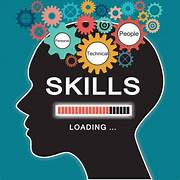 People
Personal
Technical
SKILLS
LOADING ...